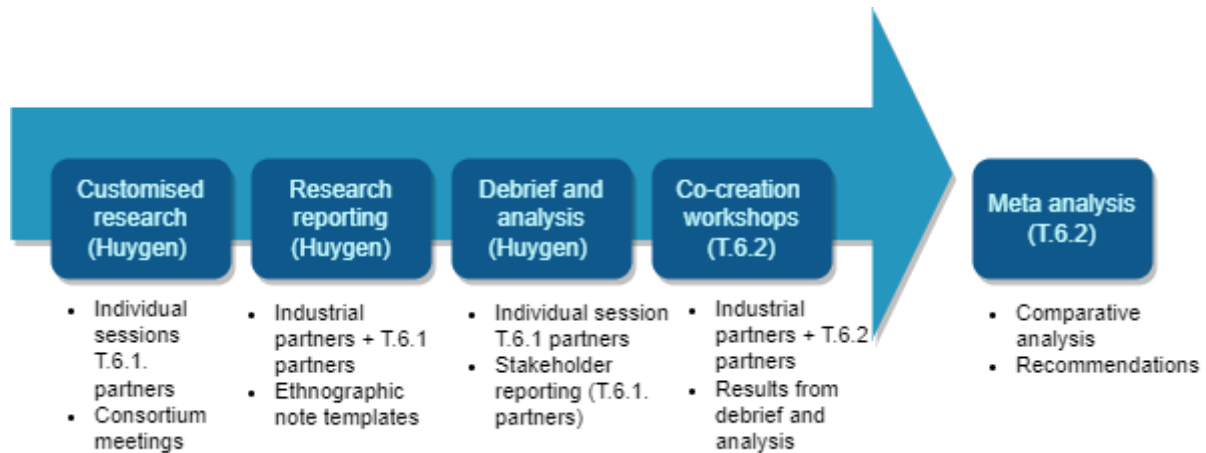 Customised
research
(Huygen)
Research
reporting
(Huygen)
Debrief and
analysis
(Huygen)
Co-creation
workshops
(T.6.2)
Meta analysis
(T.6.2)
• Individual
sessions
T.6.1.
partners
• Consortium
meetings
• Industrial
partners + T.6.1
partners
• Ethnographic
note templates
• Individual session
T.6.1 partners
• Stakeholder
reporting (T.6.1.
partners)
• Industrial
partners + T.6.2
partners
• Results from
debrief and
analysis
• Comparative
analysis
• Recommendations